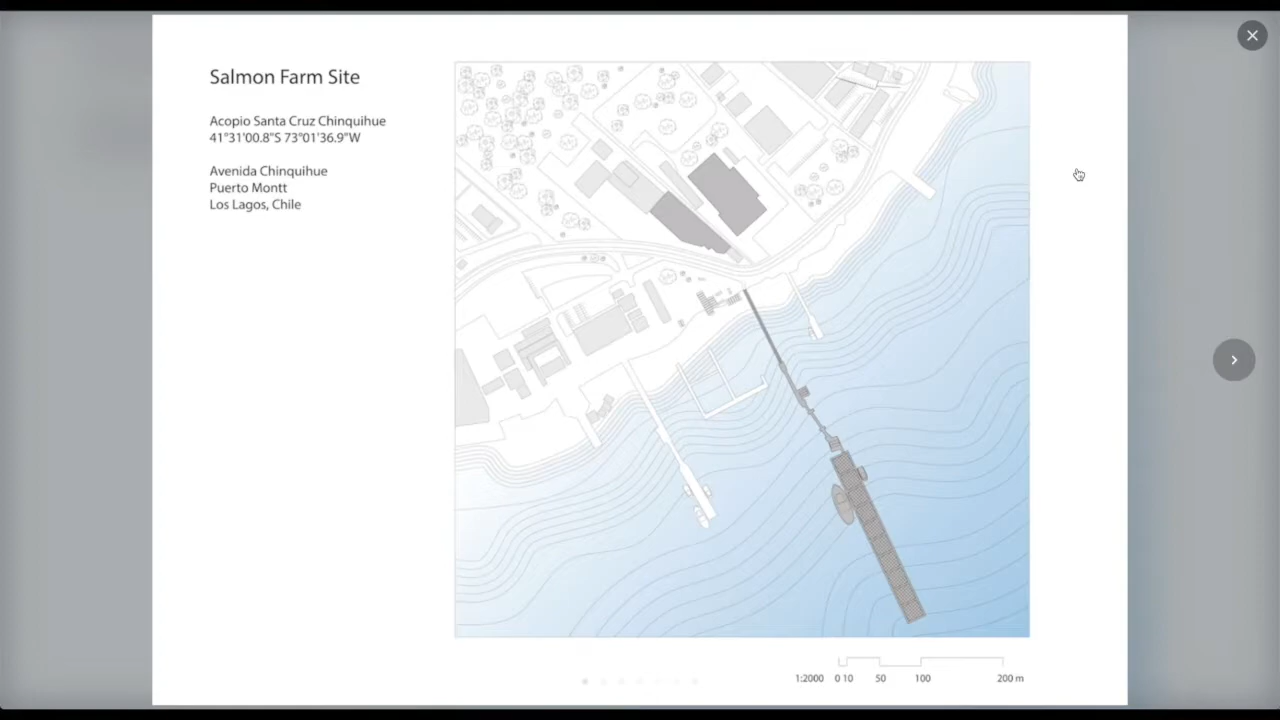 Salmon Farm Site
Acopio Santa Cruz Chinquihue
41°31'00.8"S 73°01'36.9"W
Avenida Chinquihue
Puerto Montt
Los Lagos, Chile
1:2000 0 10 50 100 200 m